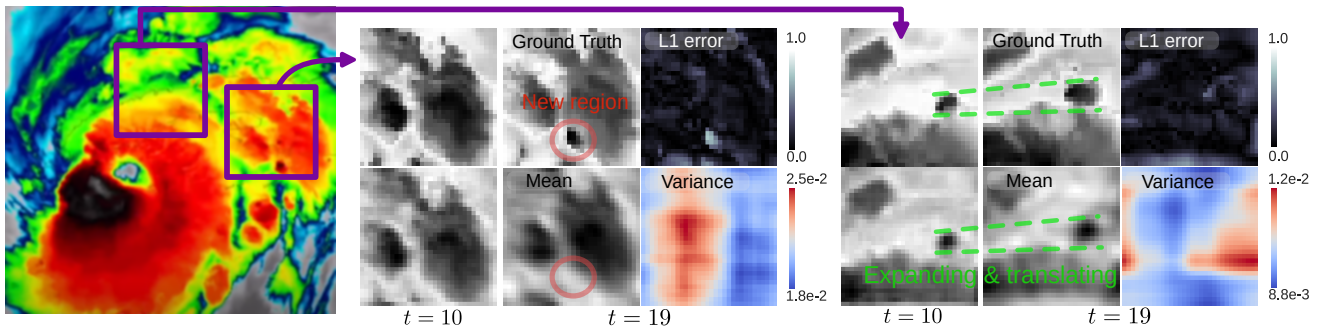 Ground Truth
L1 error
1.0
New region
0.0
Mean
Variance
2.5e-2
1.8e-2
t = 10
t = 19
Ground Truth
L1 error
1.0
0.0
Mean
Variance
1.2e-2
Expanding & translating
8.8e-3
t = 10
t = 19